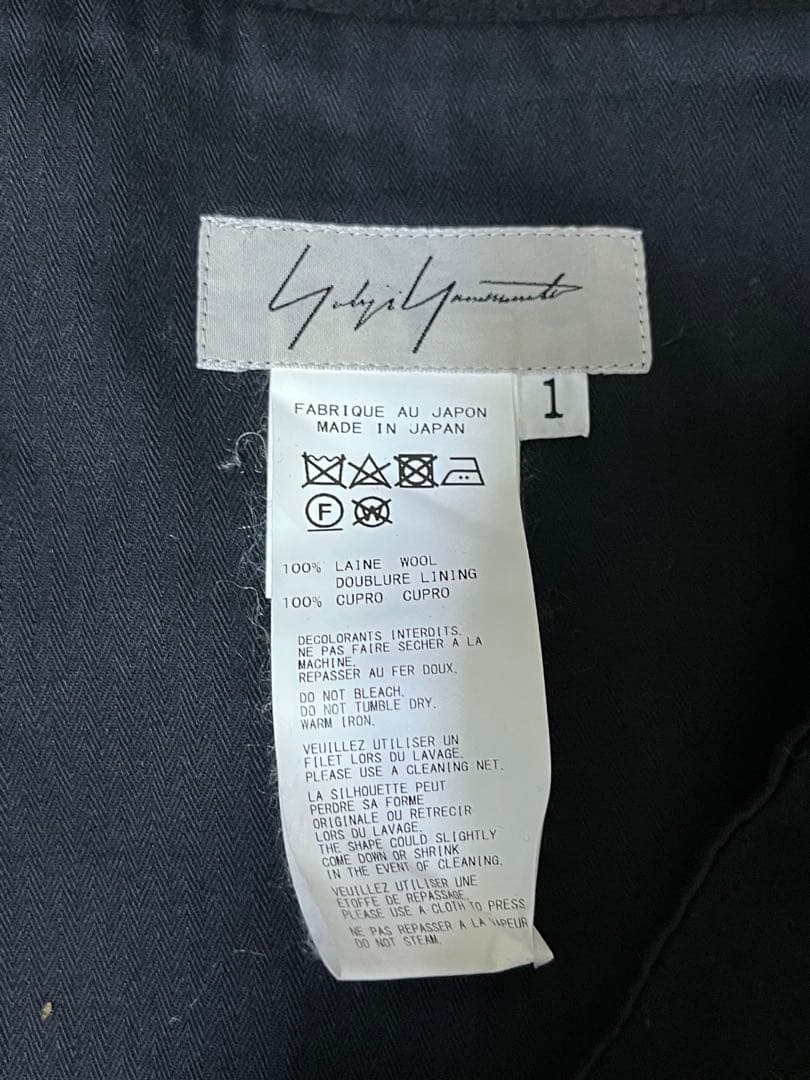 Yohji Yamamoto
1
FABRIQUE AU JAPON
MADE IN JAPAN
F
W
100% LAINE WOOL
DOUBLURE LINING
100% CUPRO CUPRO
DECOLORANTS INTERDITS.
NE PAS FAIRE SECHER A LA
MACHINE.
REPASSER AU FER DOUX.
DO NOT BLEACH.
DO NOT TUMBLE DRY.
WARM IRON.
VEUILLEZ UTILISER UN
FILET LORS DU LAVAGE.
PLEASE USE A CLEANING NET.
LA SILHOUETTE PEUT
PERDRE SA FORME
ORIGINALE OU RETRECIR
LORS DU LAVAGE.
THE SHAPE COULD SLIGHTLY
COME DOWN OR SHRINK
IN THE EVENT OF CLEANING.
VEUILLEZ UTILISER UNE
ETOFFE DE REPASSAGE.
PLEASE USE A CLOTH TO PRESS
NE PAS REPASSER A LA VAPEUR
DO NOT STEAM.